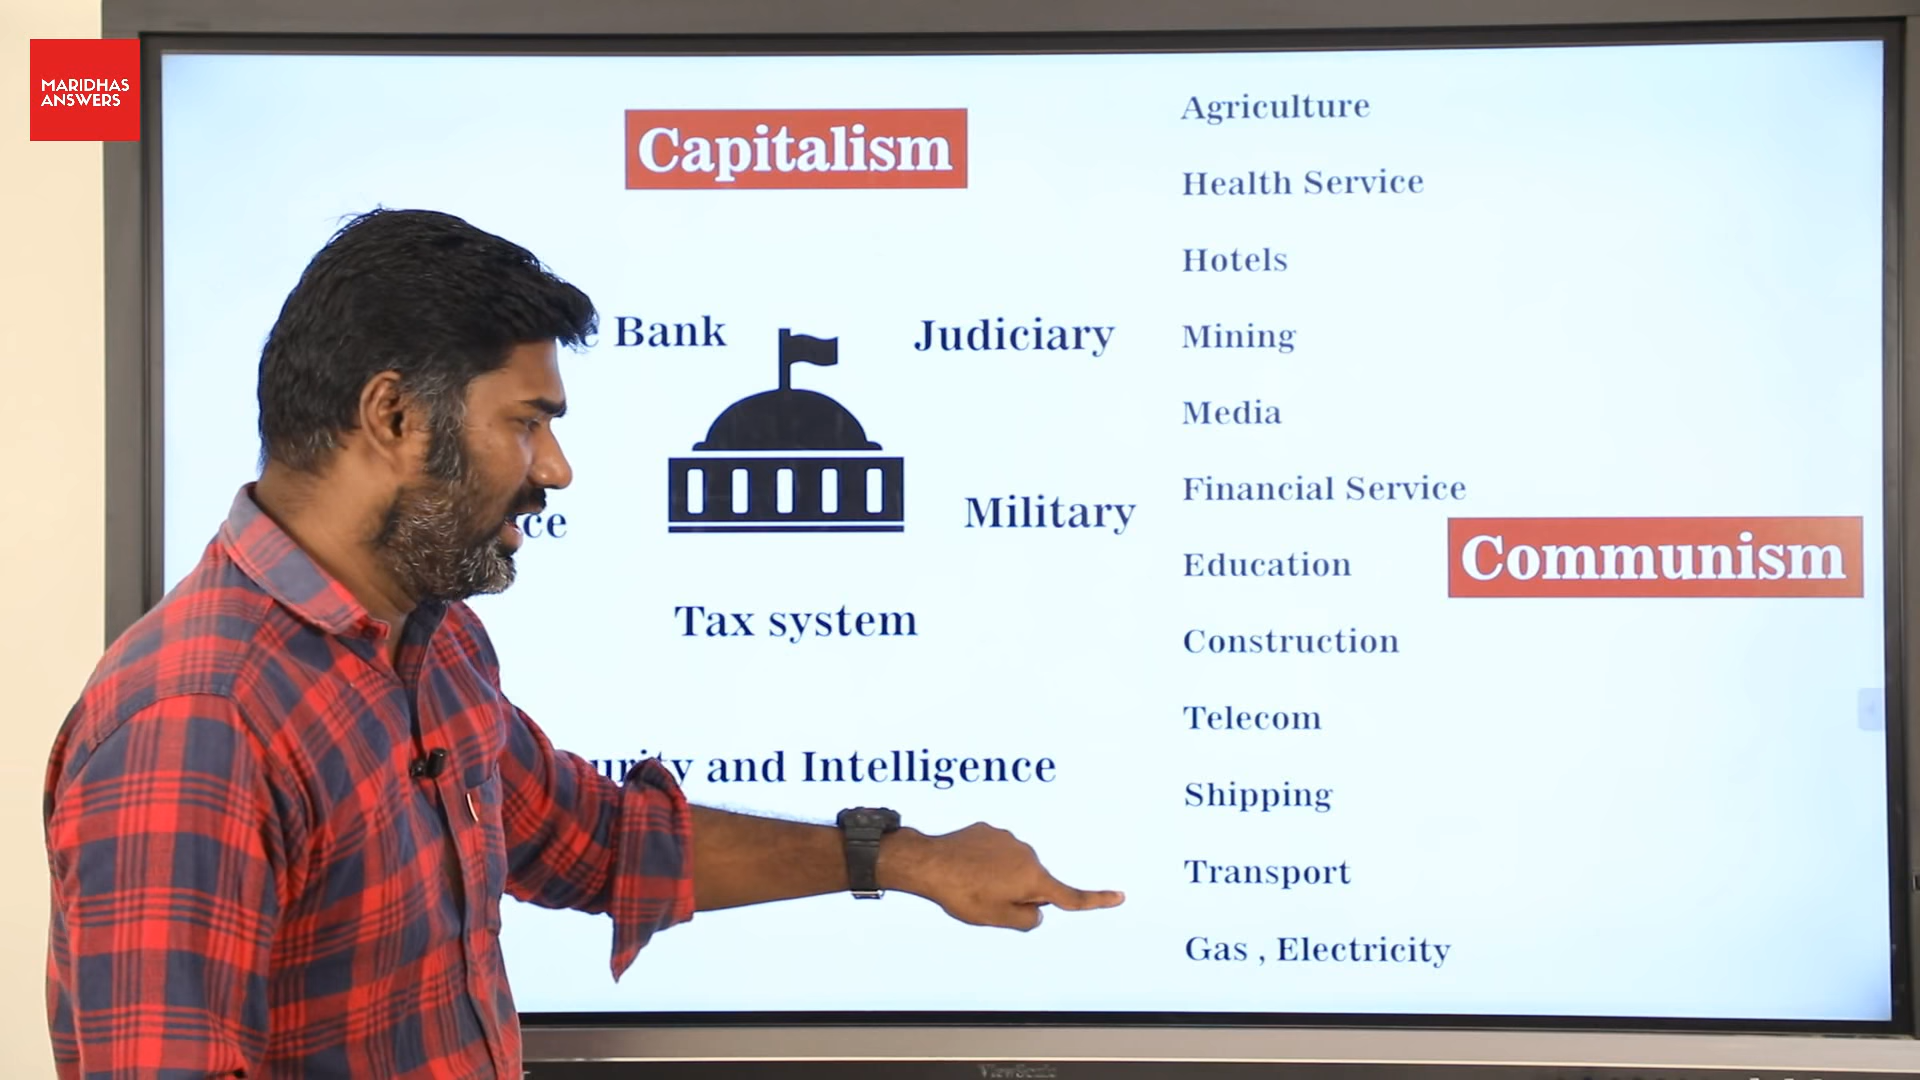 MARIDHAS
ANSWERS
Capitalism
Bank
Judiciary
Military
Tax system
and Intelligence
Agriculture
Health Service
Hotels
Mining
Media
Financial Service
Education
Communism
Construction
Telecom
Shipping
Transport
Gas , Electricity
ViewSonic